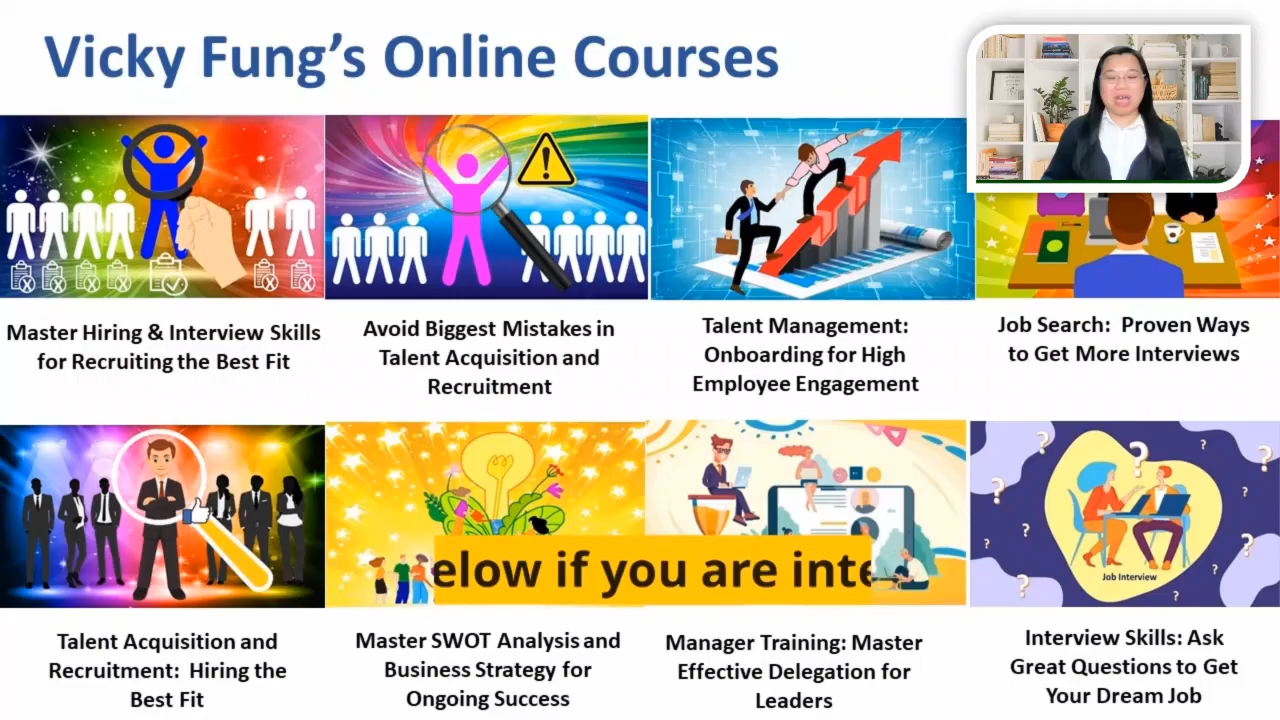 Vicky Fung's Online Courses
Master Hiring & Interview Skills
for Recruiting the Best Fit
Avoid Biggest Mistakes in
Talent Acquisition and
Recruitment
Talent Management:
Onboarding for High
Employee Engagement
Job Search: Proven Ways
to Get More Interviews
elow if you are inte
Job Interview
Talent Acquisition and
Recruitment: Hiring the
Best Fit
Master SWOT Analysis and
Business Strategy for
Ongoing Success
Manager Training: Master
Effective Delegation for
Leaders
Interview Skills: Ask
Great Questions to Get
Your Dream Job